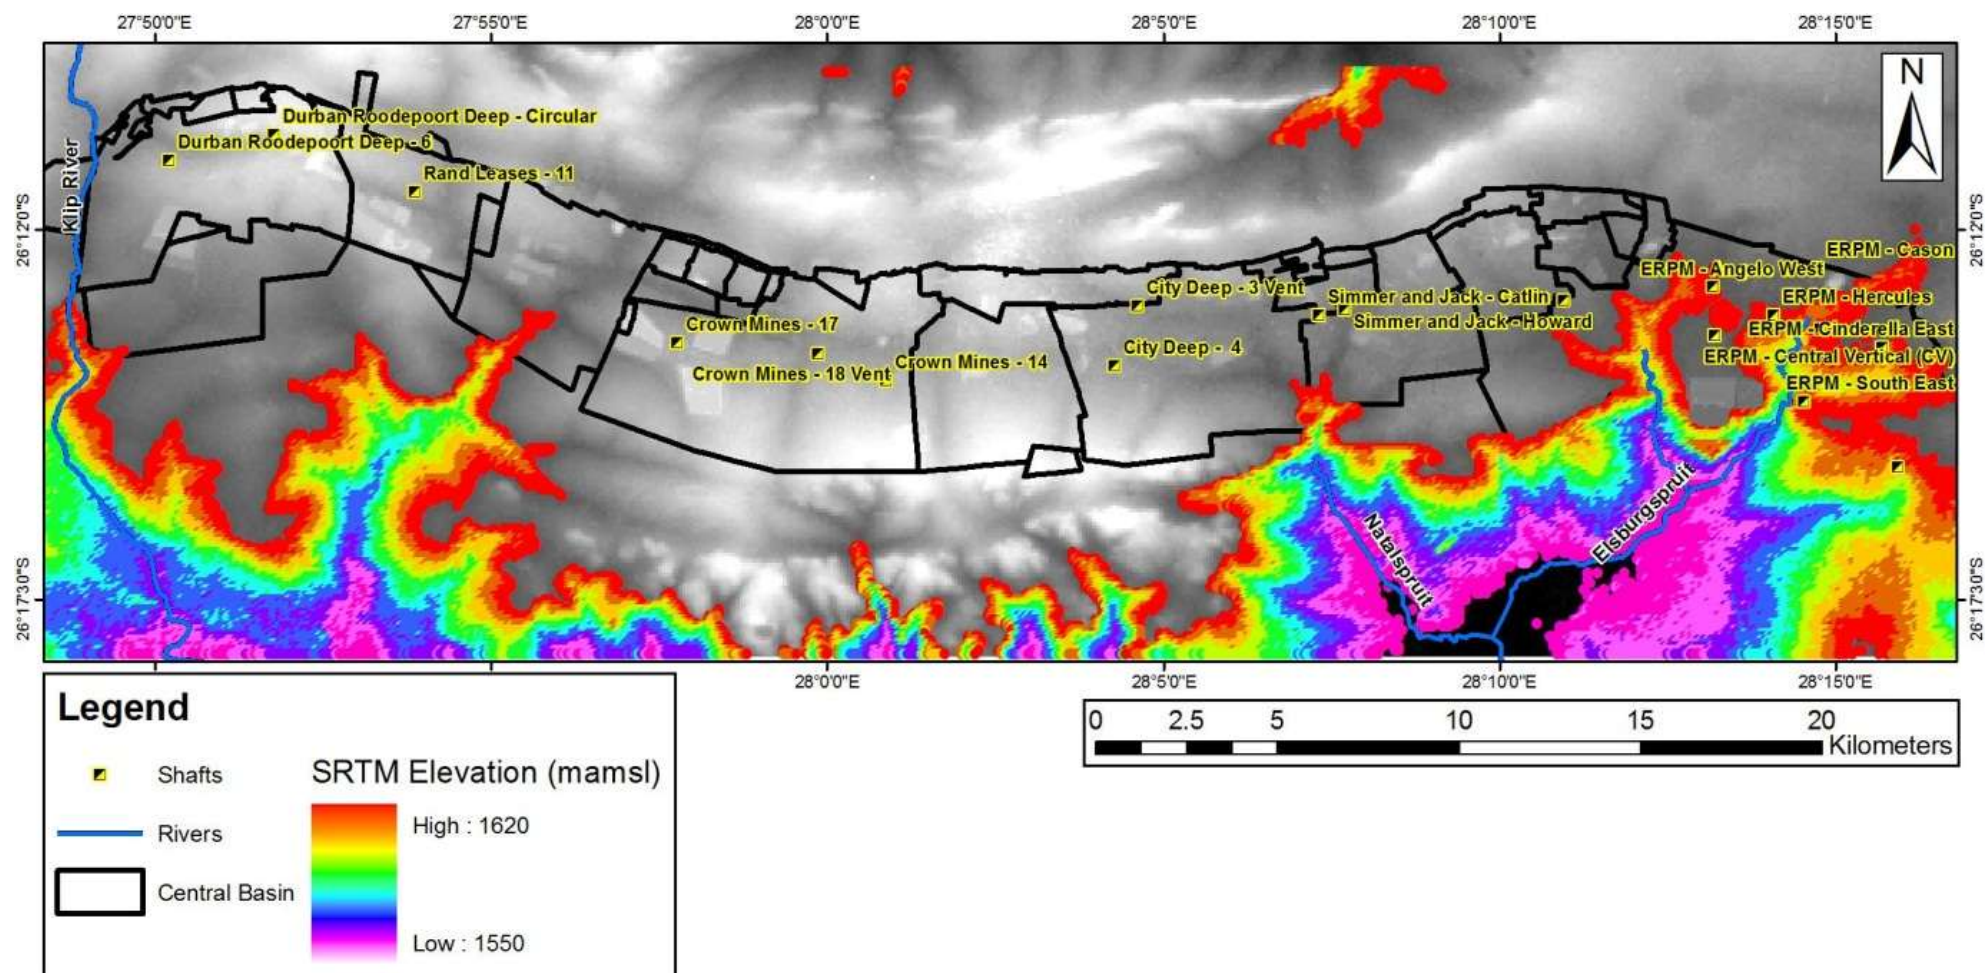 27°50'0"E
27°55'0"E
28°0'0"E
28°5'0"E
28°10'0"E
28°15'0"E
N
Durban Roodepoort Deep - Circular
Durban Roodepoort Deep - 6
Klip River
Rand Leases - 11
26°12'0"S
26°12'0"S
ERPM - Cason
ERPM - Angelo West
City Deep - 3 Vent
Simmer and Jack - Catlin
ERPM - Hercules
Crown Mines - 17
Simmer and Jack - Howard
ERPM - Cinderella East
City Deep - 4
ERPM - Central Vertical (CV)
Crown Mines - 14
Crown Mines - 18 Vent
ERPM - South East
Natalspruit
Elsburgspruit
26°17'30"S
26°17'30"S
28°0'0"E
28°5'0"E
28°10'0"E
28°15'0"E
Legend
Shafts
Rivers
Central Basin
SRTM Elevation (mamsl)
High : 1620
Low : 1550
0 2.5 5 10 15 20
Kilometers